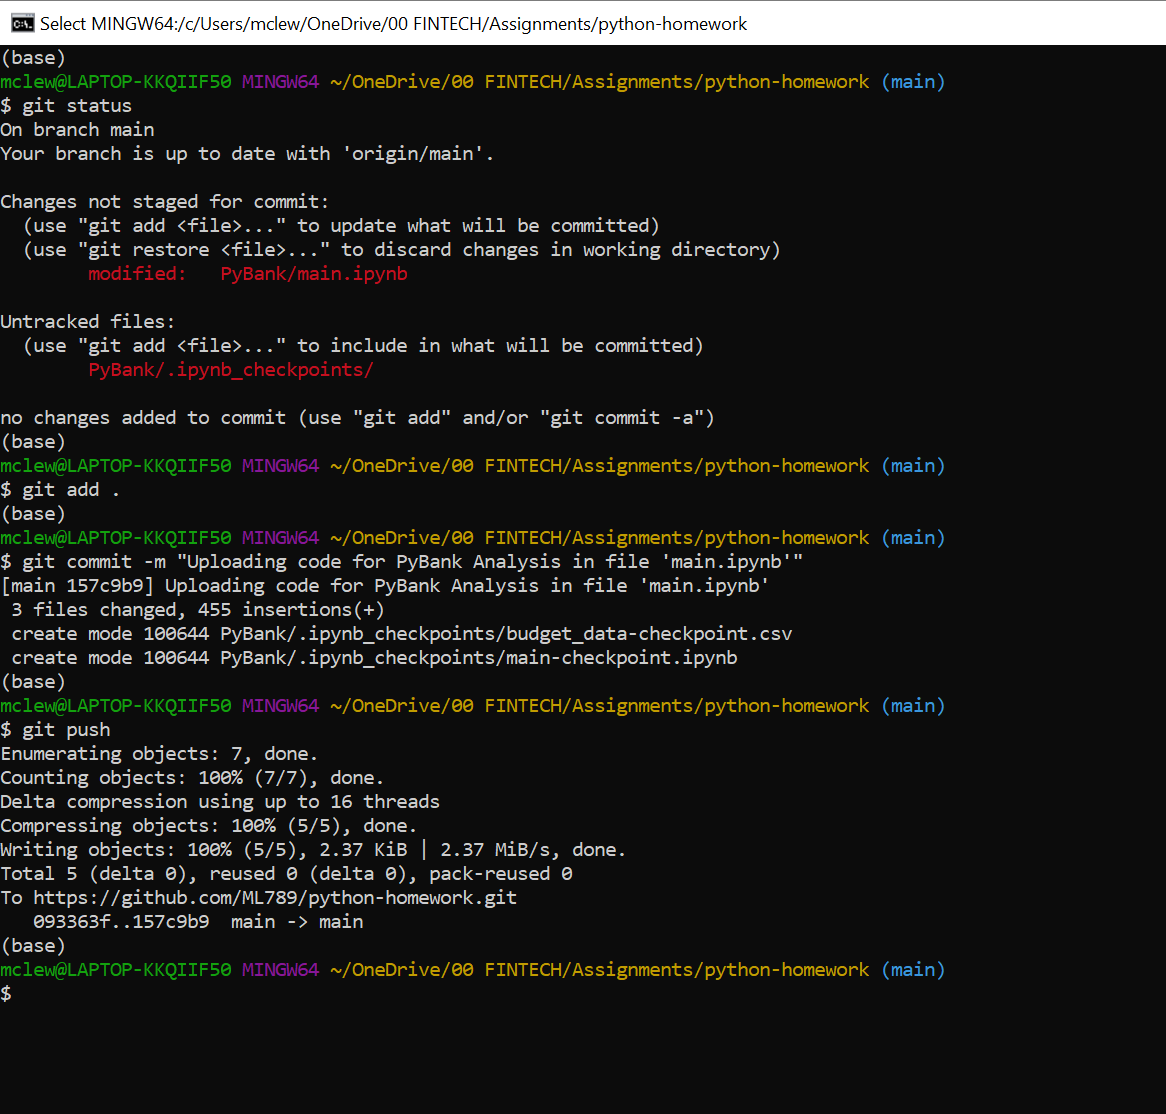 Select MINGW64:/c/Users/mclew/OneDrive/00 FINTECH/Assignments/python-homework
(base)
mclew@LAPTOP-KKQIIF50 MINGW64 ~/OneDrive/00 FINTECH/Assignments/python-homework (main)
$ git status
On branch main
Your branch is up to date with 'origin/main'.
Changes not staged for commit:
  (use "git add <file>..." to update what will be committed)
  (use "git restore <file>..." to discard changes in working directory)
        modified:   PyBank/main.ipynb
Untracked files:
  (use "git add <file>..." to include in what will be committed)
        PyBank/.ipynb_checkpoints/
no changes added to commit (use "git add" and/or "git commit -a")
(base)
mclew@LAPTOP-KKQIIF50 MINGW64 ~/OneDrive/00 FINTECH/Assignments/python-homework (main)
$ git add .
(base)
mclew@LAPTOP-KKQIIF50 MINGW64 ~/OneDrive/00 FINTECH/Assignments/python-homework (main)
$ git commit -m "Uploading code for PyBank Analysis in file 'main.ipynb'"
[main 157c9b9] Uploading code for PyBank Analysis in file 'main.ipynb'
 3 files changed, 455 insertions(+)
 create mode 100644 PyBank/.ipynb_checkpoints/budget_data-checkpoint.csv
 create mode 100644 PyBank/.ipynb_checkpoints/main-checkpoint.ipynb
(base)
mclew@LAPTOP-KKQIIF50 MINGW64 ~/OneDrive/00 FINTECH/Assignments/python-homework (main)
$ git push
Enumerating objects: 7, done.
Counting objects: 100% (7/7), done.
Delta compression using up to 16 threads
Compressing objects: 100% (5/5), done.
Writing objects: 100% (5/5), 2.37 KiB | 2.37 MiB/s, done.
Total 5 (delta 0), reused 0 (delta 0), pack-reused 0
To https://github.com/ML789/python-homework.git
   093363f..157c9b9  main -> main
(base)
mclew@LAPTOP-KKQIIF50 MINGW64 ~/OneDrive/00 FINTECH/Assignments/python-homework (main)
$